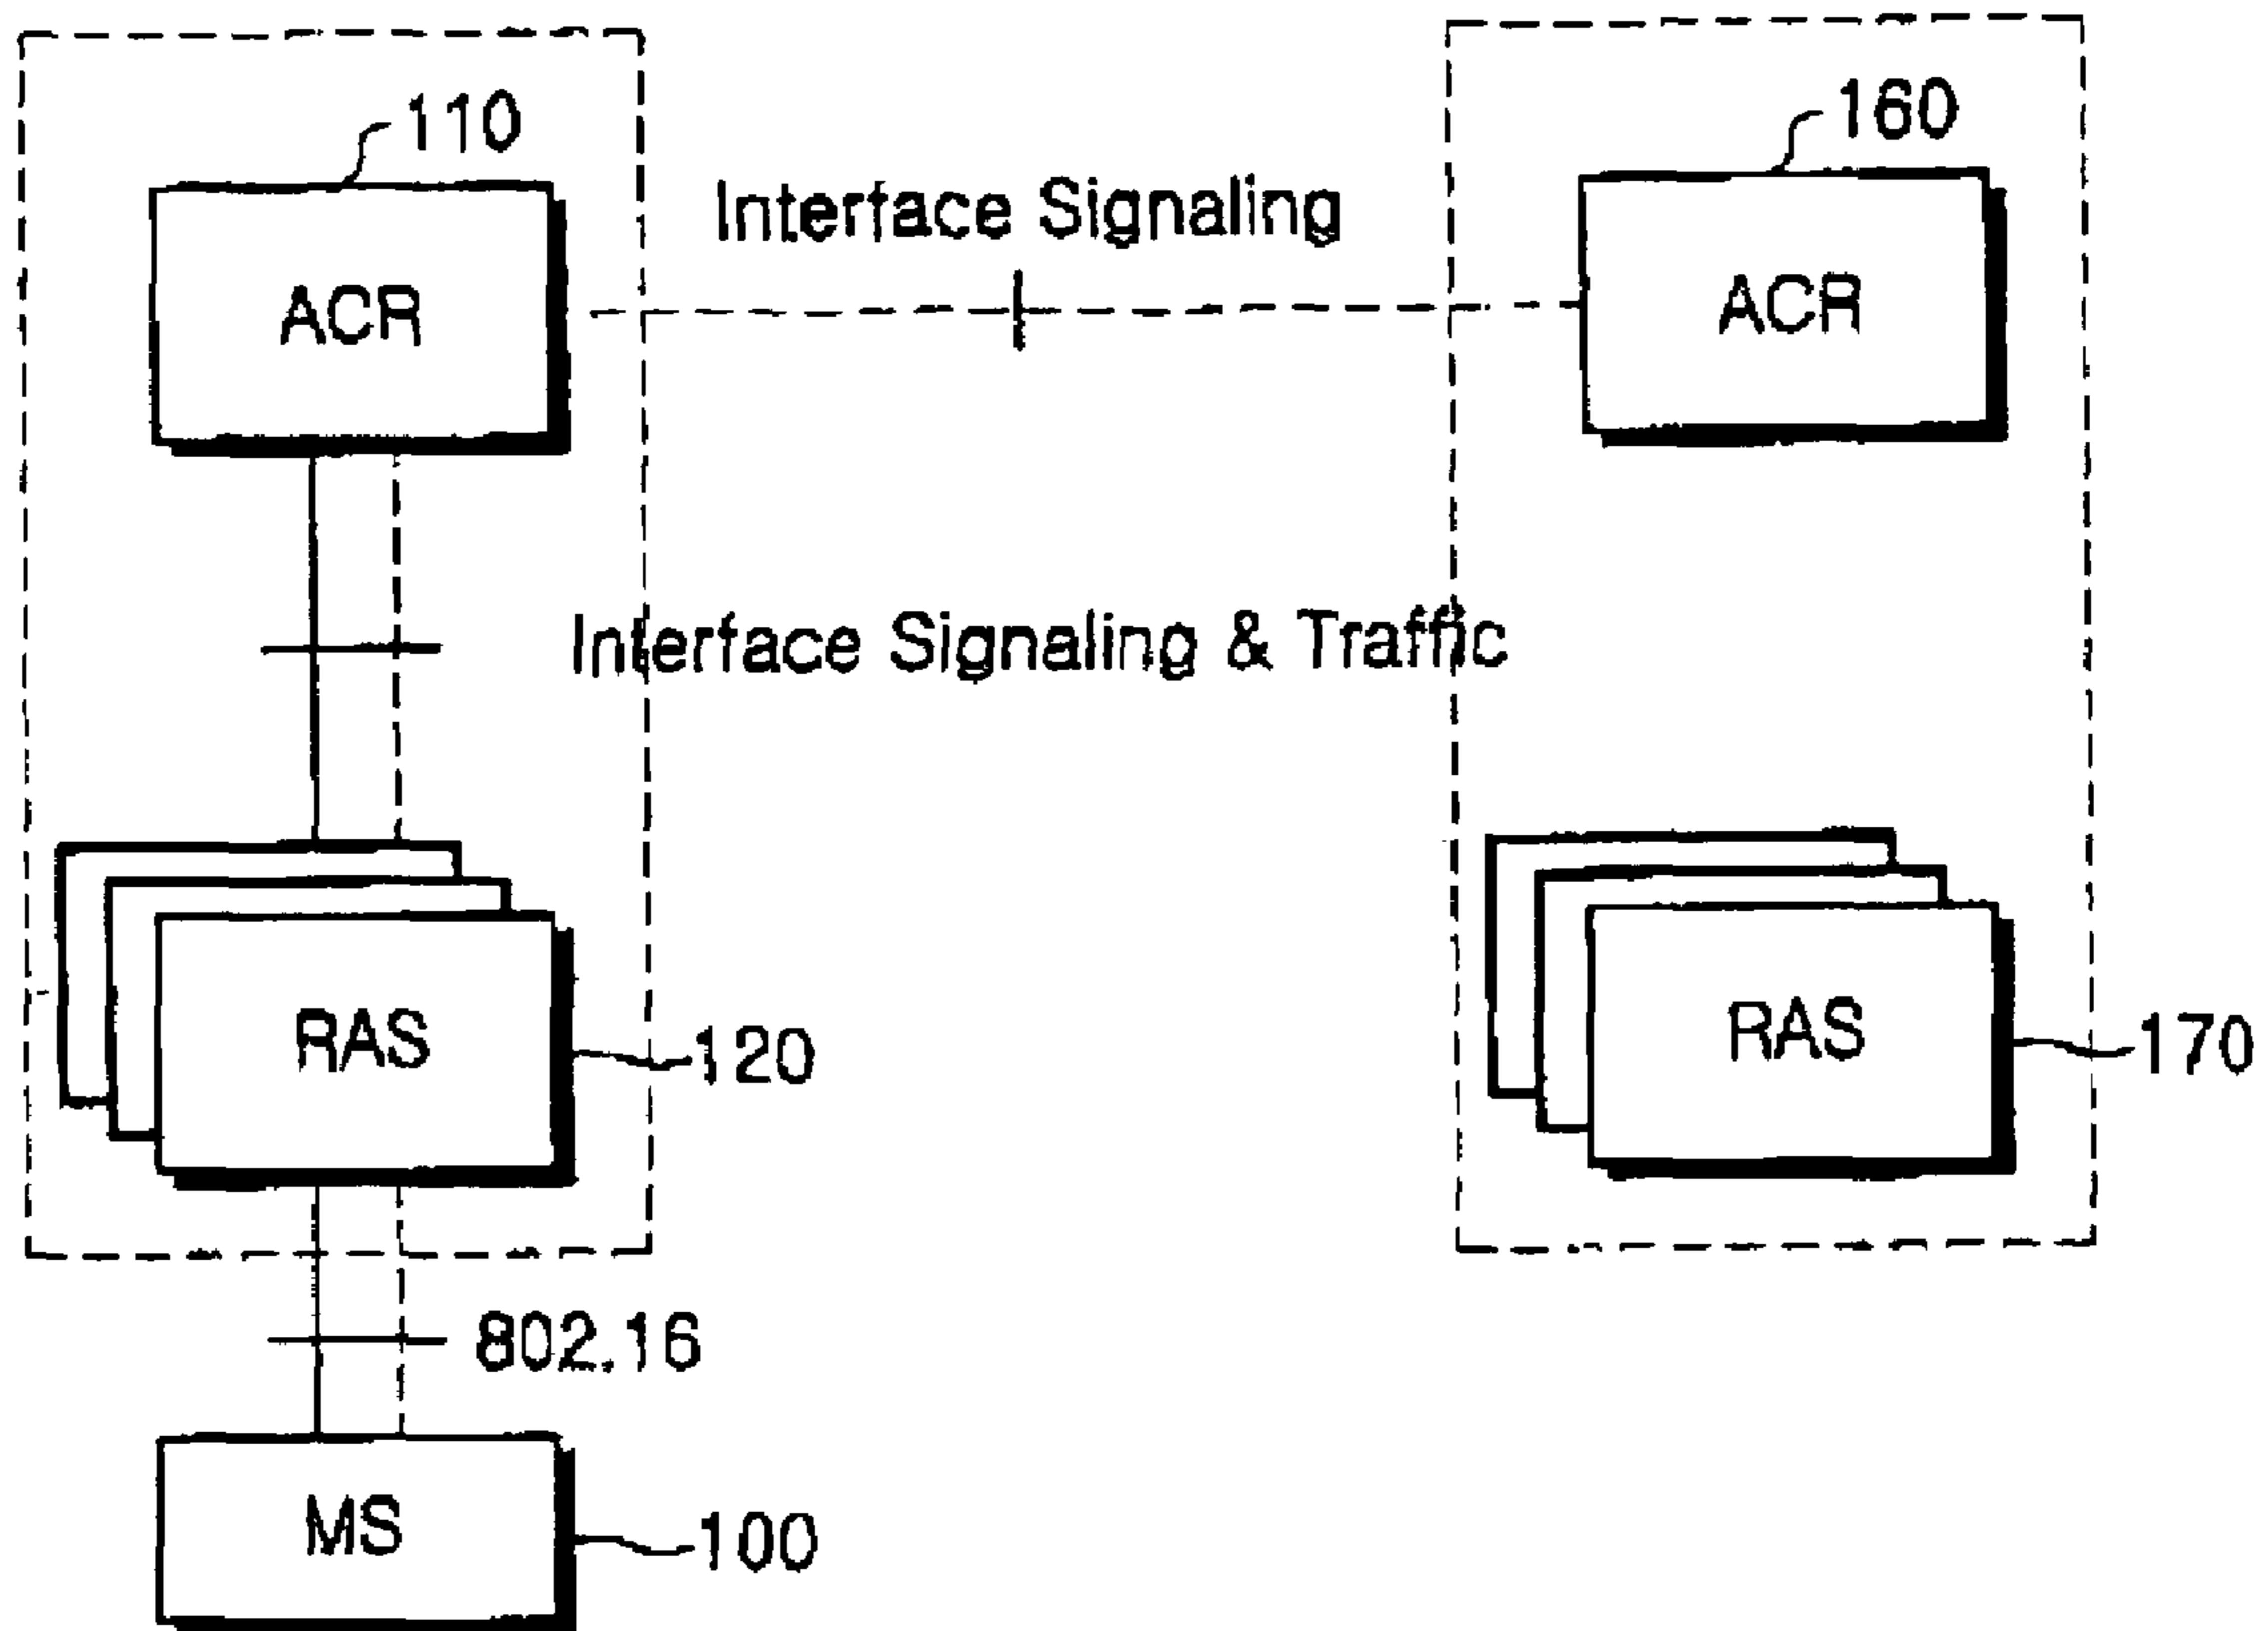 110
160
Interface Signaling
ACR
ACR
Interface Signaling & Traffic
RAS
120
RAS
170
802.16
MS
100